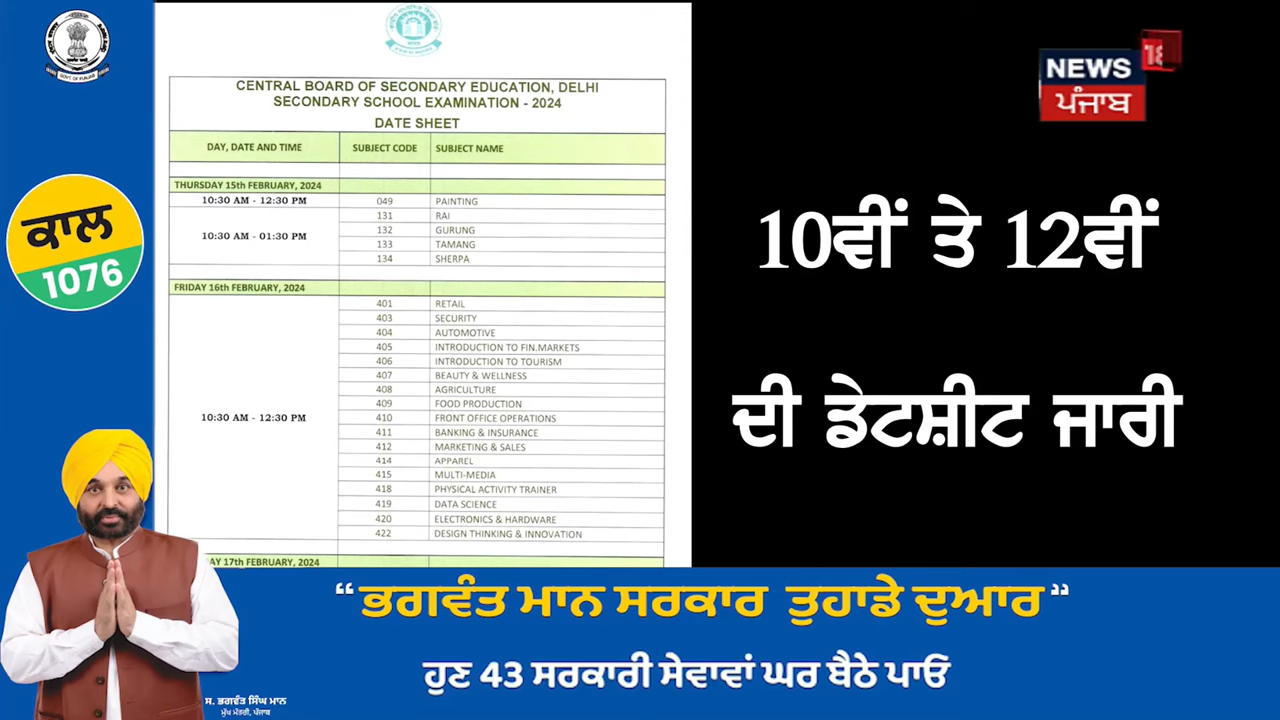 GOVT. OF PUNJAB
ਕਾਲ
1076
CENTRAL BOARD OF SECONDARY EDUCATION, DELHI
SECONDARY SCHOOL EXAMINATION - 2024
DATE SHEET
DAY, DATE AND TIME SUBJECT CODE SUBJECT NAME
THURSDAY 15th FEBRUARY, 2024
10:30 AM - 12:30 PM 049 PAINTING
131 RAI
132 GURUNG
10:30 AM - 01:30 PM
133 TAMANG
134 SHERPA
FRIDAY 16th FEBRUARY, 2024
401 RETAIL
403 SECURITY
404 AUTOMOTIVE
405 INTRODUCTION TO FIN.MARKETS
406 INTRODUCTION TO TOURISM
407 BEAUTY & WELLNESS
408 AGRICULTURE
409 FOOD PRODUCTION
10:30 AM - 12:30 PM 410 FRONT OFFICE OPERATIONS
411 BANKING & INSURANCE
412 MARKETING & SALES
414 APPAREL
415 MULTI-MEDIA
418 PHYSICAL ACTIVITY TRAINER
419 DATA SCIENCE
420 ELECTRONICS & HARDWARE
422 DESIGN THINKING & INNOVATION
AY 17th FEBRUARY, 2024
NEWS 18
ਪੰਜਾਬ
10ਵੀਂ ਤੇ 12ਵੀਂ
ਦੀ ਡੇਟਸ਼ੀਟ ਜਾਰੀ
“ਭਗਵੰਤ ਮਾਨ ਸਰਕਾਰ ਤੁਹਾਡੇ ਦੁਆਰ”
ਹੁਣ 43 ਸਰਕਾਰੀ ਸੇਵਾਵਾਂ ਘਰ ਬੈਠੇ ਪਾਓ
ਸ. ਭਗਵੰਤ ਸਿੰਘ ਮਾਨ
ਮੁੱਖ ਮੰਤਰੀ, ਪੰਜਾਬ